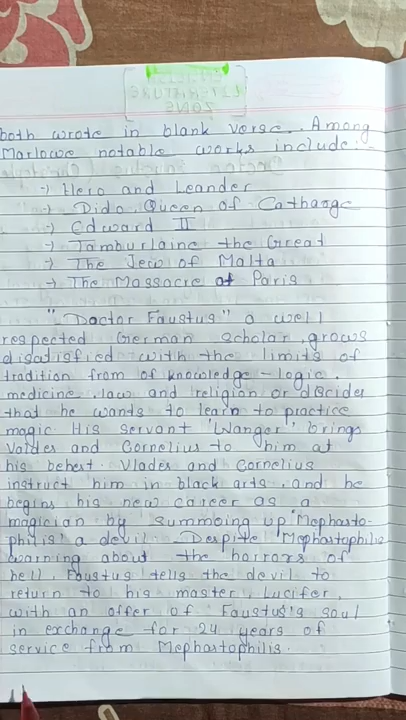 both wrote in blank verse. Among
Marlowe notable works include:-
→ Hero and Leander
→ Dido, Queen of Cathange
→ Edward II
→ Tamburlaine the Great
→ The Jew of Malta
→ The Massacre at Paris
"Doctor Faustus" a well
respected German scholar, grows
disatisfied with the limits of
tradition from of knowledge - logic,
medicine, law and religion or decides
that he wants to learn to practice
magic His servant 'Wanger' brings
Valdes and Cornelius to him at
his behest. Vlades and Cornelius
instruct him in black arts, and he
begins his new career as a
magician by summoing up "Mephasto-
philis' a devil. Despite 'Mephastophilis
warning about the horrors of
hell, Faustus tells the devil to
return to his master, Lucifer,
with an offer of Faustus's soul
in exchange for 24 years of
service from Mephastophilis.